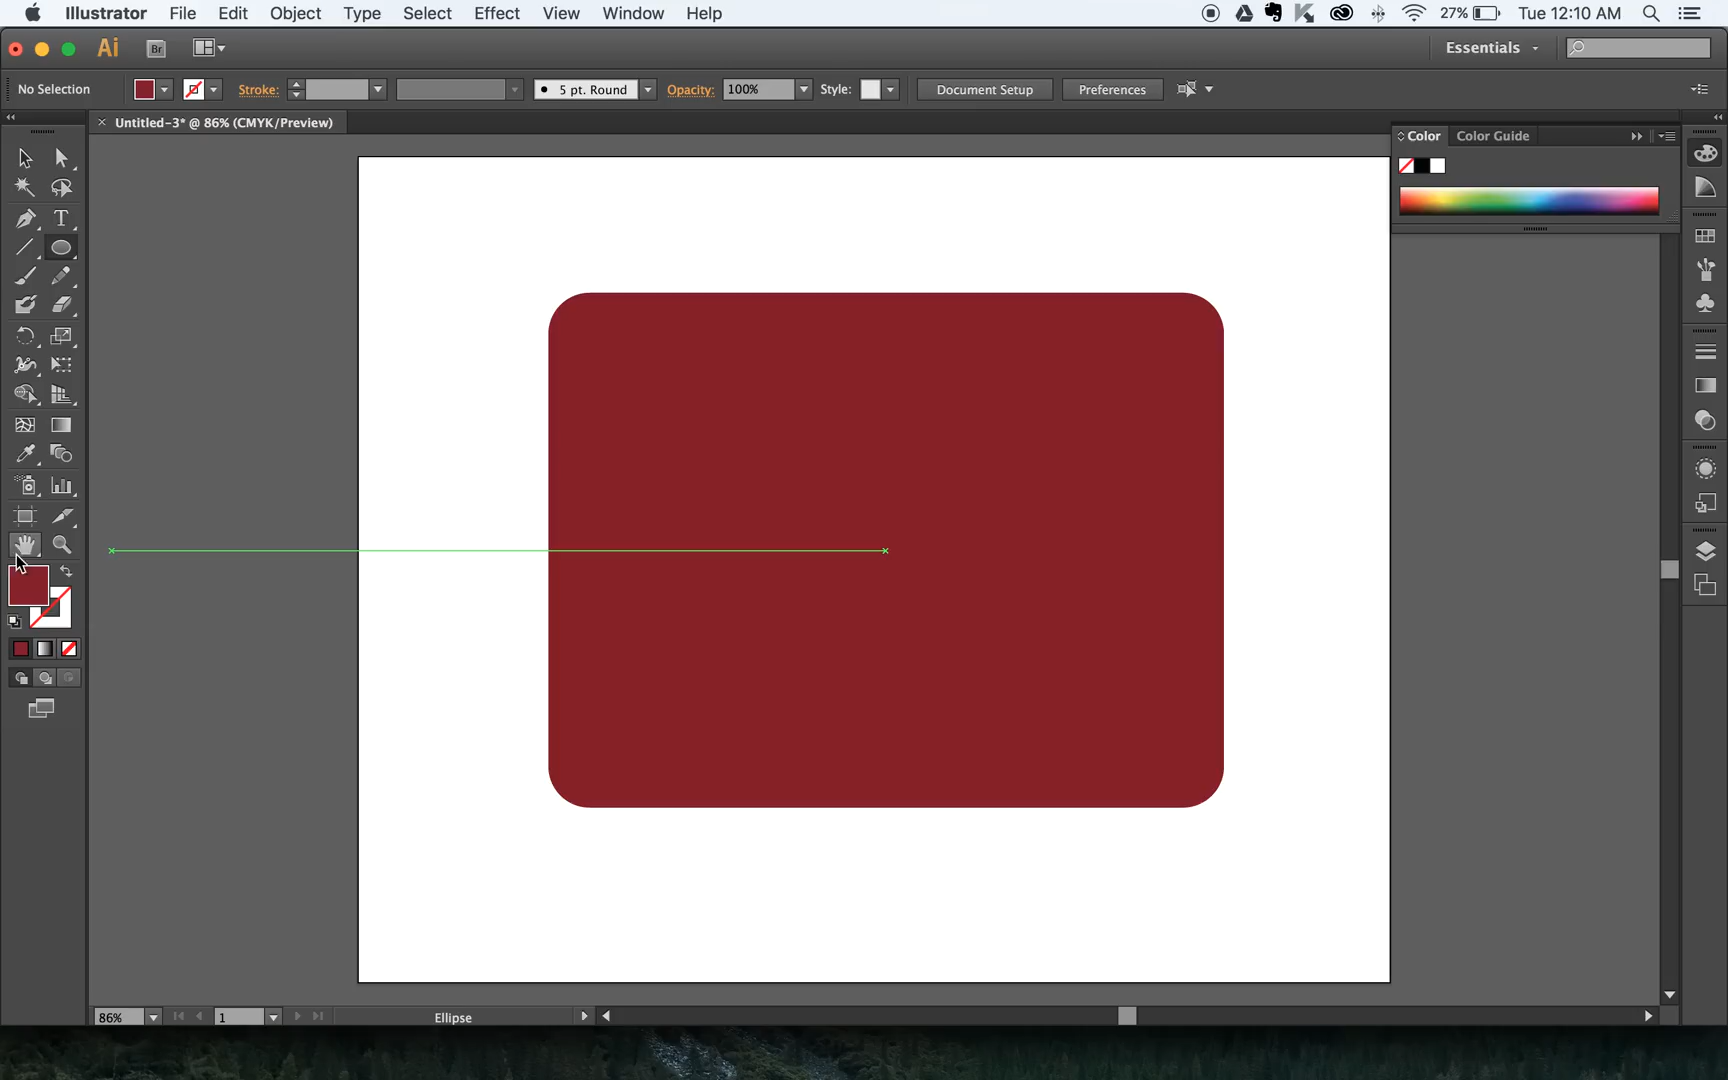 Illustrator File Edit Object Type Select Effect View Window Help 27% Tue 12:10 AM
Ai Br Essentials
No Selection Stroke: 5 pt. Round Opacity: 100% Style: Document Setup Preferences
× Untitled-3* @ 86% (CMYK/Preview)
Color Color Guide
T
86% 1 Ellipse